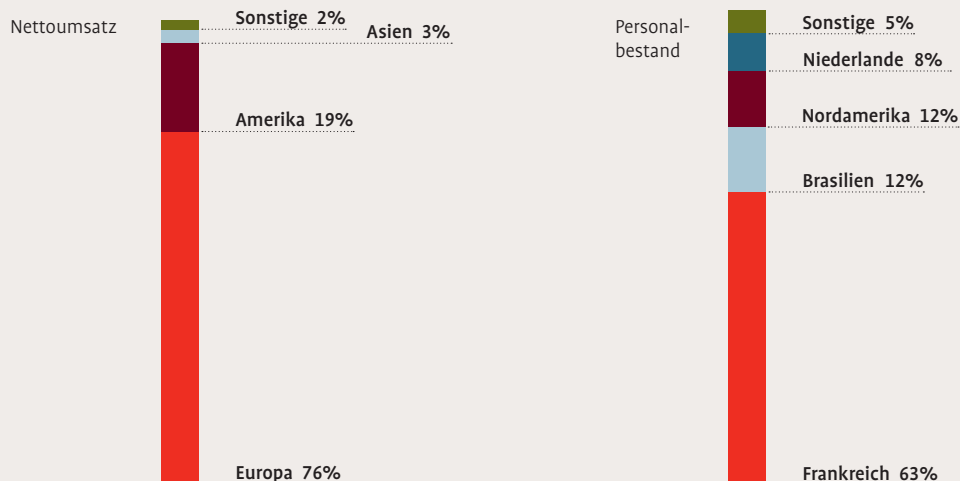 Nettoumsatz
Sonstige 2%
Asien 3%
Amerika 19%
Europa 76%
Personal-
bestand
Sonstige 5%
Niederlande 8%
Nordamerika 12%
Brasilien 12%
Frankreich 63%